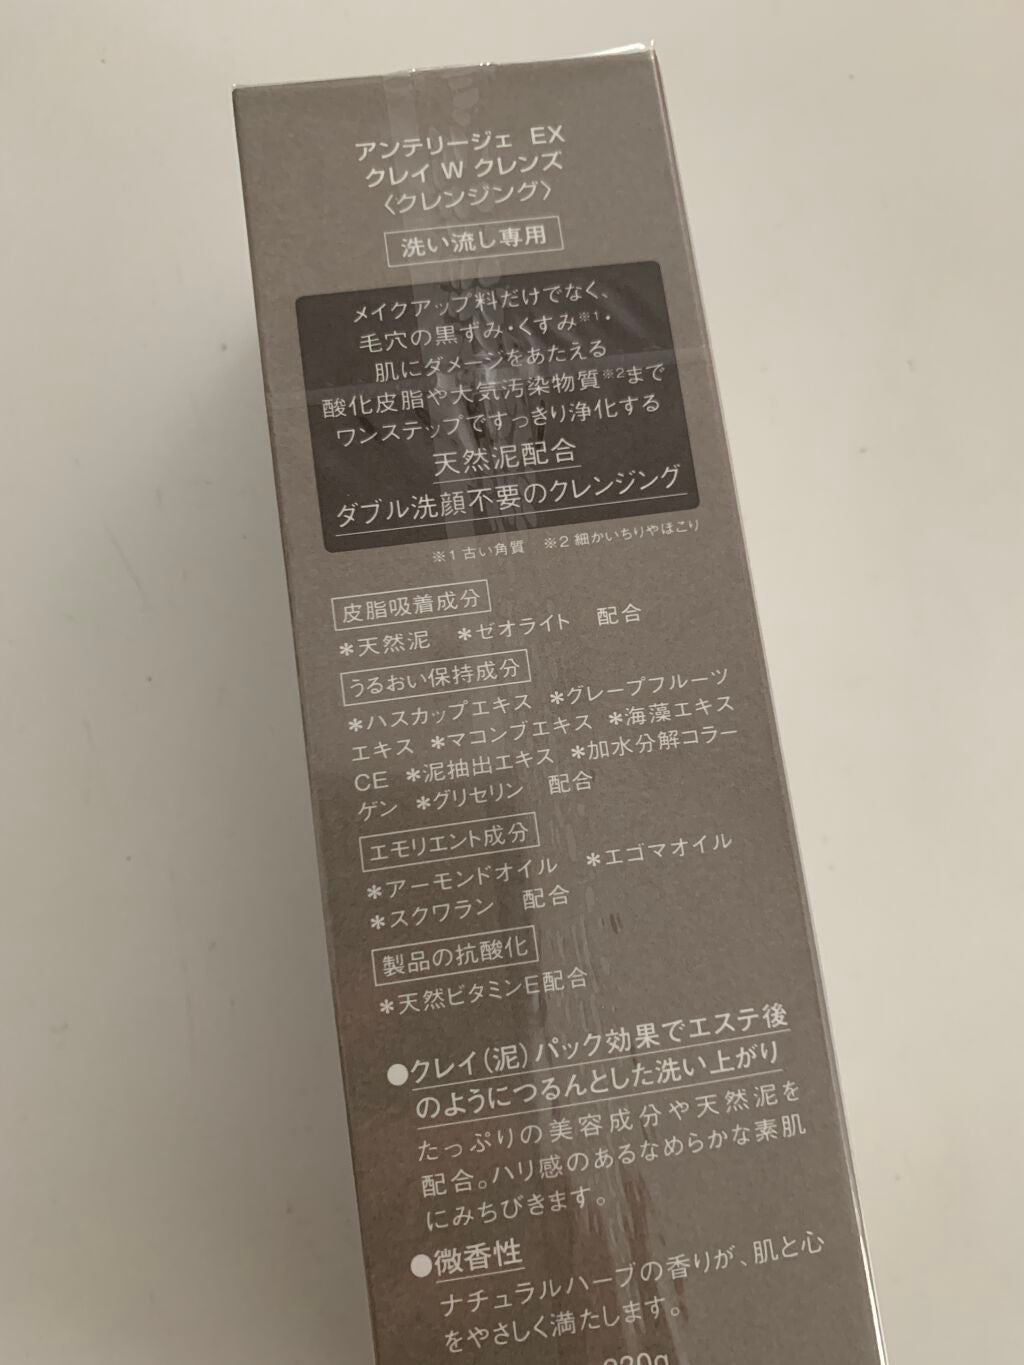 アンテリージェ EX
クレイ W クレンズ
〈クレンジング〉
洗い流し専用
メイクアップ料だけでなく、
毛穴の黒ずみ・くすみ※1・
肌にダメージをあたえる
酸化皮脂や大気汚染物質※2まで
ワンステップですっきり浄化する
天然泥配合
ダブル洗顔不要のクレンジング
※1 古い角質　※2 細かいちりやほこり
皮脂吸着成分
＊天然泥　＊ゼオライト　配合
うるおい保持成分
＊ハスカップエキス ＊グレープフルーツ
エキス ＊マコンブエキス ＊海藻エキス
CE ＊泥抽出エキス ＊加水分解コラー
ゲン ＊グリセリン　配合
エモリエント成分
＊アーモンドオイル　＊エゴマオイル
＊スクワラン　配合
製品の抗酸化
＊天然ビタミンE配合
●クレイ（泥）パック効果でエステ後
のようにつるんとした洗い上がり
たっぷりの美容成分や天然泥を
配合。ハリ感のあるなめらかな素肌
にみちびきます。
●微香性
ナチュラルハーブの香りが、肌と心
をやさしく満たします。